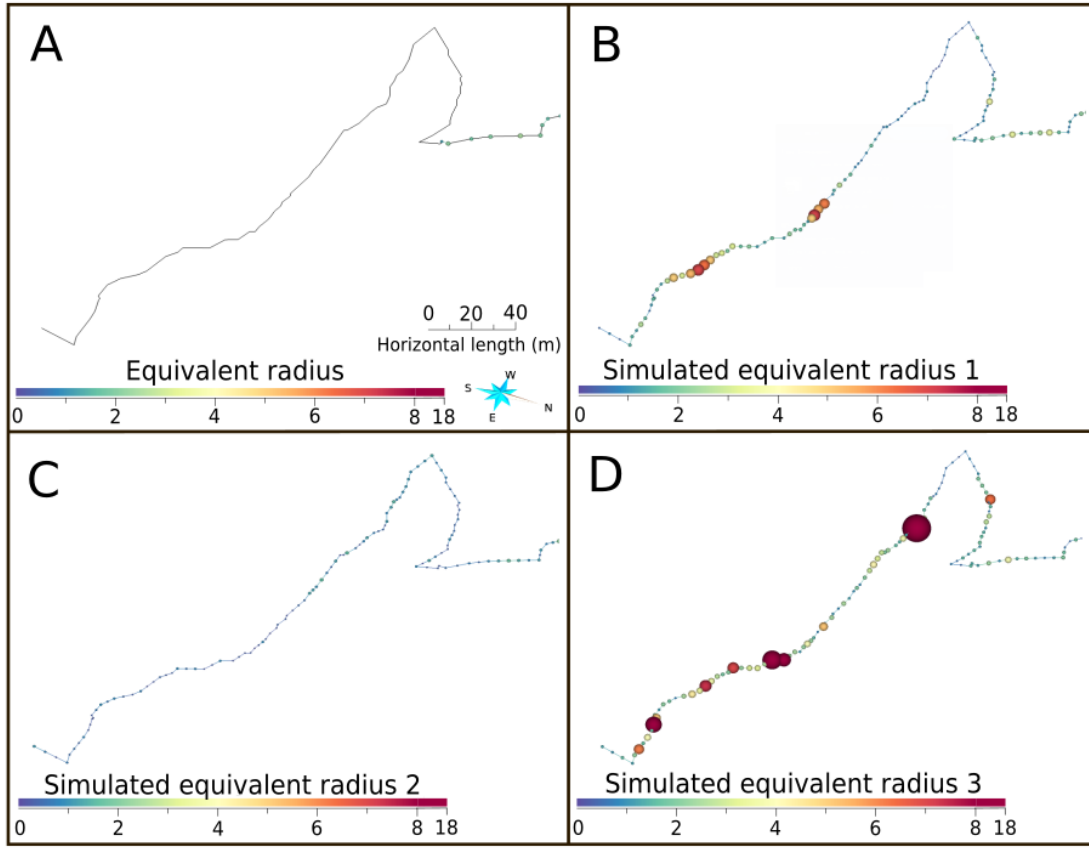 A
0 20 40
Horizontal length (m)
Equivalent radius
0 2 4 6 8 18
W
S
N
E
B
Simulated equivalent radius 1
0 2 4 6 8 18
C
Simulated equivalent radius 2
0 2 4 6 8 18
D
Simulated equivalent radius 3
0 2 4 6 8 18